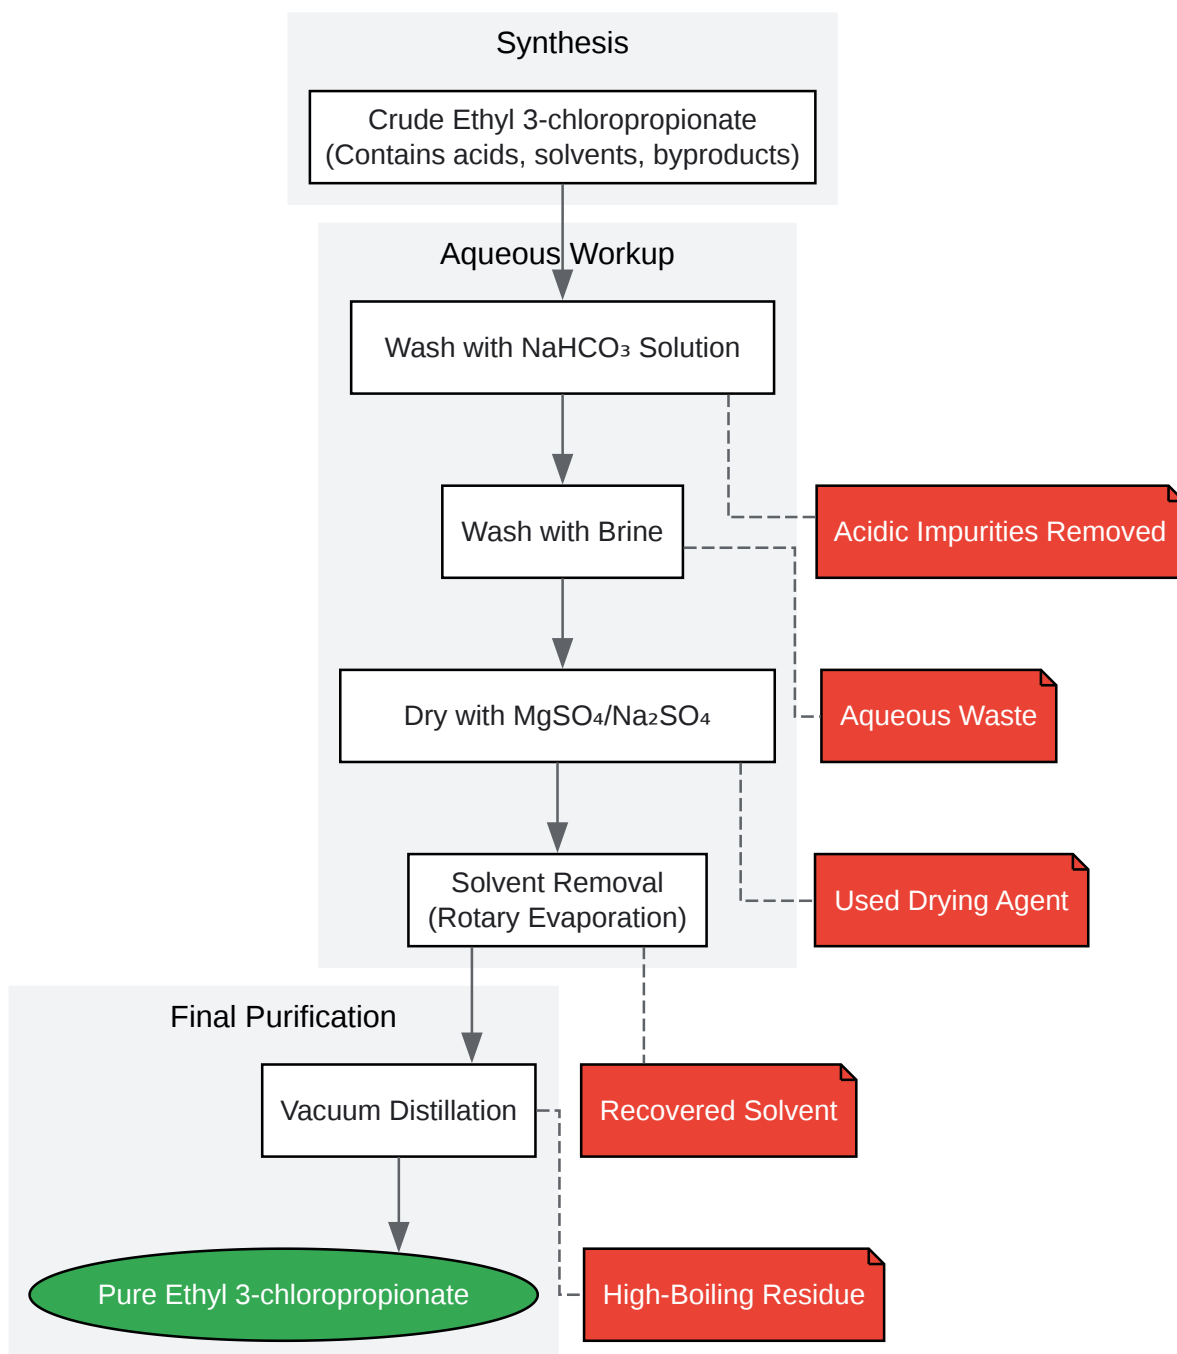 Synthesis
Crude Ethyl 3-chloropropionate
(Contains acids, solvents, byproducts)
Aqueous Workup
Wash with NaHCO₃ Solution
Wash with Brine
Acidic Impurities Removed
Dry with MgSO₄/Na₂SO₄
Aqueous Waste
Solvent Removal
(Rotary Evaporation)
Used Drying Agent
Final Purification
Vacuum Distillation
Recovered Solvent
Pure Ethyl 3-chloropropionate
High-Boiling Residue